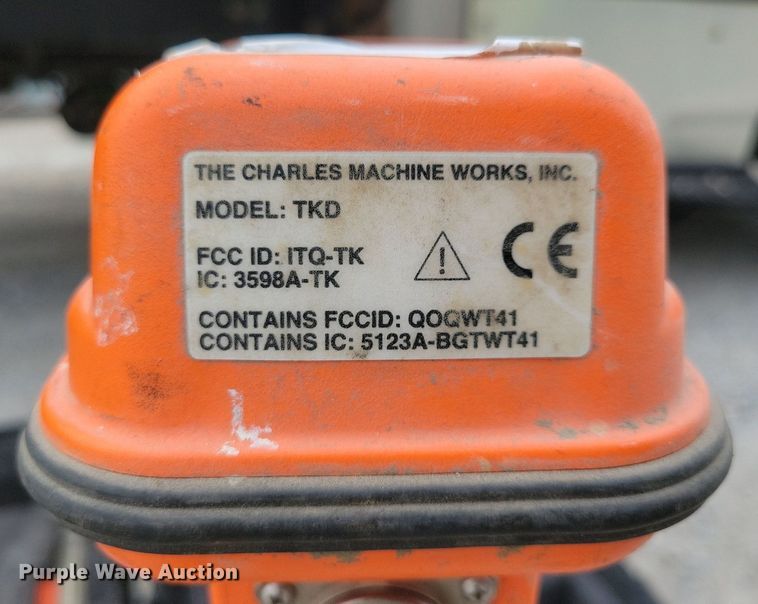 THE CHARLES MACHINE WORKS, INC.
MODEL: TKD
FCC ID: ITQ-TK
IC: 3598A-TK
CE
CONTAINS FCCID: QOQWT41
CONTAINS IC: 5123A-BGTWT41
Purple Wave Auction